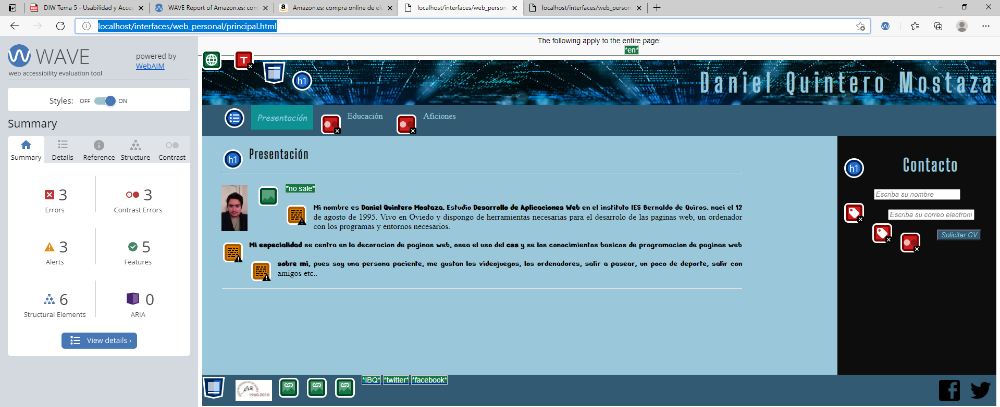 DIW Tema 5 - Usabilidad y Acces
WAVE Report of Amazon.es: com
Amazon.es: compra online de ele
localhost/interfaces/web_person
localhost/interfaces/web_person
localhost/interfaces/web_personal/principal.html
WAVE
web accessibility evaluation tool
powered by
WebAIM
Styles: OFF ON
Summary
Summary Details Reference Structure Contrast
3
Errors
3
Contrast Errors
3
Alerts
5
Features
6
Structural Elements
0
ARIA
View details ›
The following apply to the entire page:
*en*
h1
Daniel Quintero Mostaza
Presentación
Educación
Aficiones
h1
Presentación
*no sale*
Mi nombre es Daniel Quintero Mostaza. Estudio Desarrollo de Aplicaciones Web en el instituto IES Bernaldo de Quiros. naci el 12
de agosto de 1995. Vivo en Oviedo y dispongo de herramientas necesarias para el desarrolo de las paginas web, un ordenador
con los programas y entornos necesarios.
Mi especialidad se centra en la decoracion de paginas web, osea el uso del css y se los conocimientos basicos de programacion de paginas web
sobre mi, pues soy una persona paciente, me gustan los videojuegos, los ordenadores, salir a pasear, un poco de deporte, salir con
amigos etc..
h1
Contacto
Escriba su nombre
Escriba su correo electroni
Solicitar CV
1960-2010
*IBQ* *twitter* *facebook*